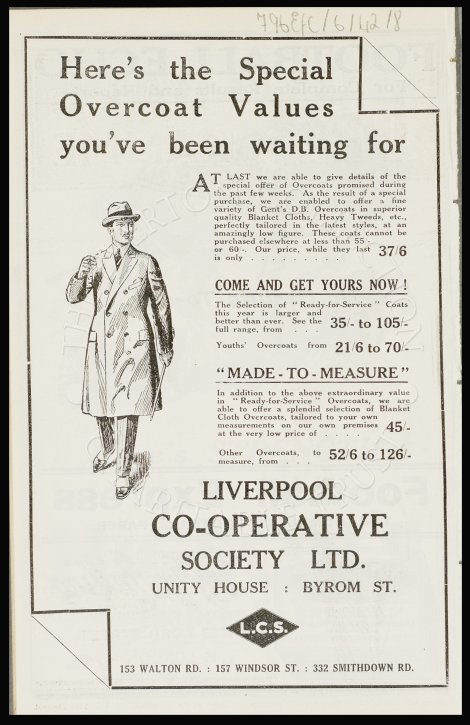 796EFC/6/42/8
Here's the Special
Overcoat Values
you've been waiting for
AT LAST we are able to give details of the
special offer of Overcoats promised during
the past few weeks. As the result of a special
purchase, we are enabled to offer a fine
variety of Gent's D.B. Overcoats in superior
quality Blanket Cloths, Heavy Tweeds, etc.,
perfectly tailored in the latest styles, at an
amazingly low figure. These coats cannot be
purchased elsewhere at less than 55/-
or 60/-. Our price, while they last
is only . . . . . . . . . 37/6
COME AND GET YOURS NOW!
The Selection of "Ready-for-Service" Coats
this year is larger and
better than ever. See the
full range, from . . . 35/- to 105/-
Youths' Overcoats from 21/6 to 70/-
"MADE-TO-MEASURE"
In addition to the above extraordinary value
in "Ready-for-Service" Overcoats, we are
able to offer a splendid selection of Blanket
Cloth Overcoats, tailored to your own
measurements on our own premises
at the very low price of . . . . 45/-
Other Overcoats, to
measure, from . . . 52/6 to 126/-
LIVERPOOL
CO-OPERATIVE
SOCIETY LTD.
UNITY HOUSE : BYROM ST.
L.C.S.
153 WALTON RD. : 157 WINDSOR ST. : 332 SMITHDOWN RD.